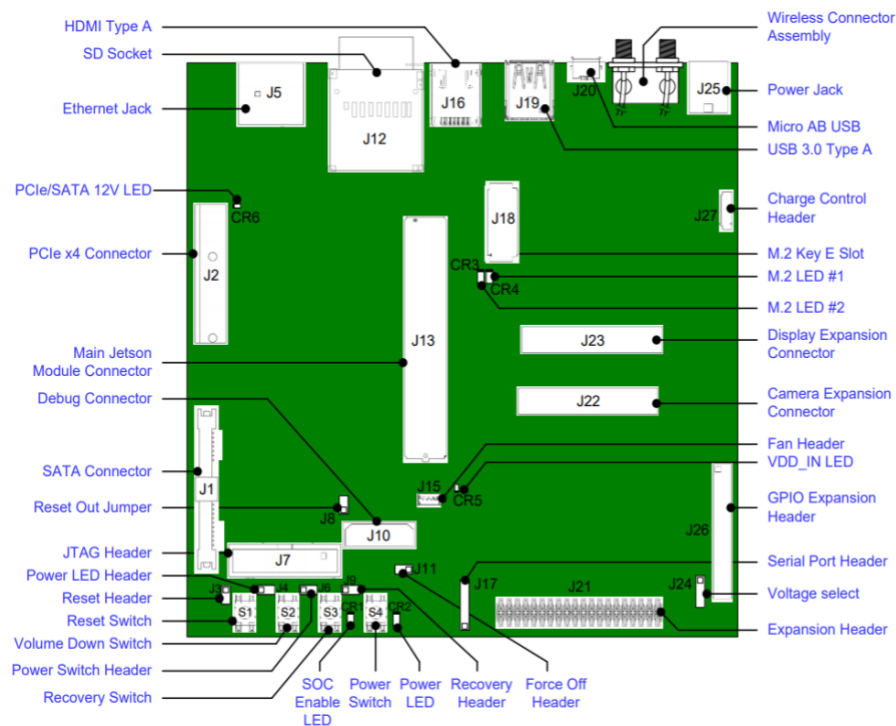 HDMI Type A
SD Socket
Ethernet Jack
PCIe/SATA 12V LED
PCIe x4 Connector
Main Jetson
Module Connector
Debug Connector
SATA Connector
Reset Out Jumper
JTAG Header
Power LED Header
Reset Header
Reset Switch
Volume Down Switch
Power Switch Header
Recovery Switch
SOC
Enable
LED
Power
Switch
Power
LED
Recovery
Header
Force Off
Header
Wireless Connector
Assembly
Power Jack
Micro AB USB
USB 3.0 Type A
Charge Control
Header
M.2 Key E Slot
M.2 LED #1
M.2 LED #2
Display Expansion
Connector
Camera Expansion
Connector
Fan Header
VDD_IN LED
GPIO Expansion
Header
Serial Port Header
Voltage select
Expansion Header
J5
J12
J16
J19
J20
J25
CR6
J2
J18
J27
CR3
CR4
J13
J23
J22
J1
J8
J15
CR5
J26
J10
J7
J11
J17
J24
J21
J3
J4
J6
J9
S1
S2
S3
CR1
S4
CR2